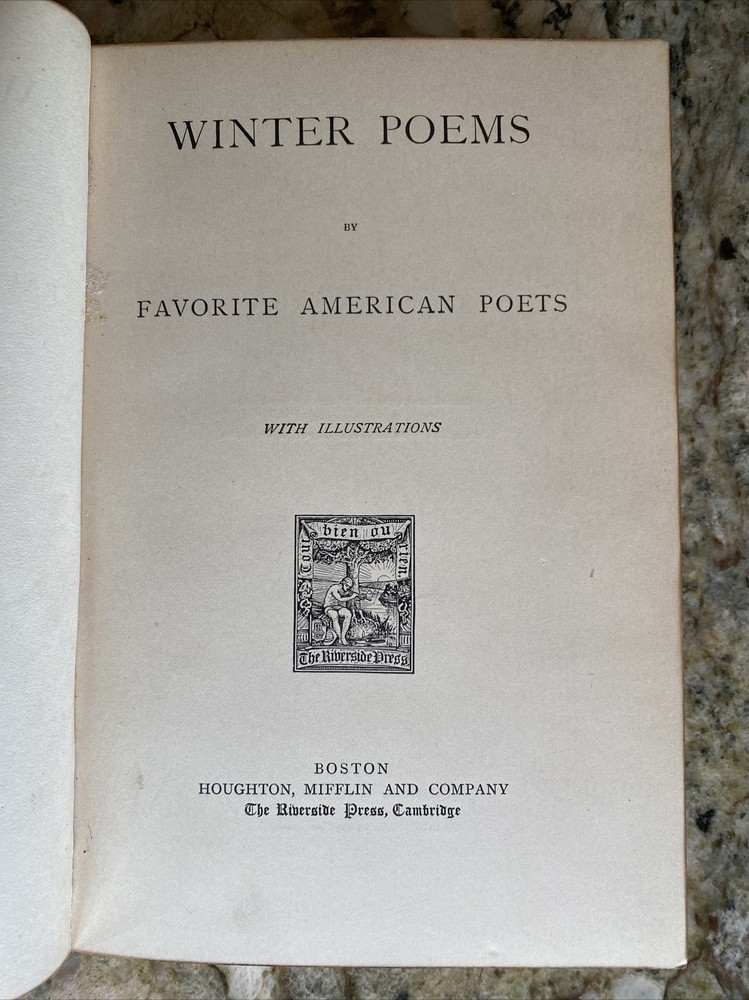 WINTER POEMS
BY
FAVORITE AMERICAN POETS
WITH ILLUSTRATIONS
Tout bien ou rien
The Riverside Press
BOSTON
HOUGHTON, MIFFLIN AND COMPANY
The Riverside Press, Cambridge